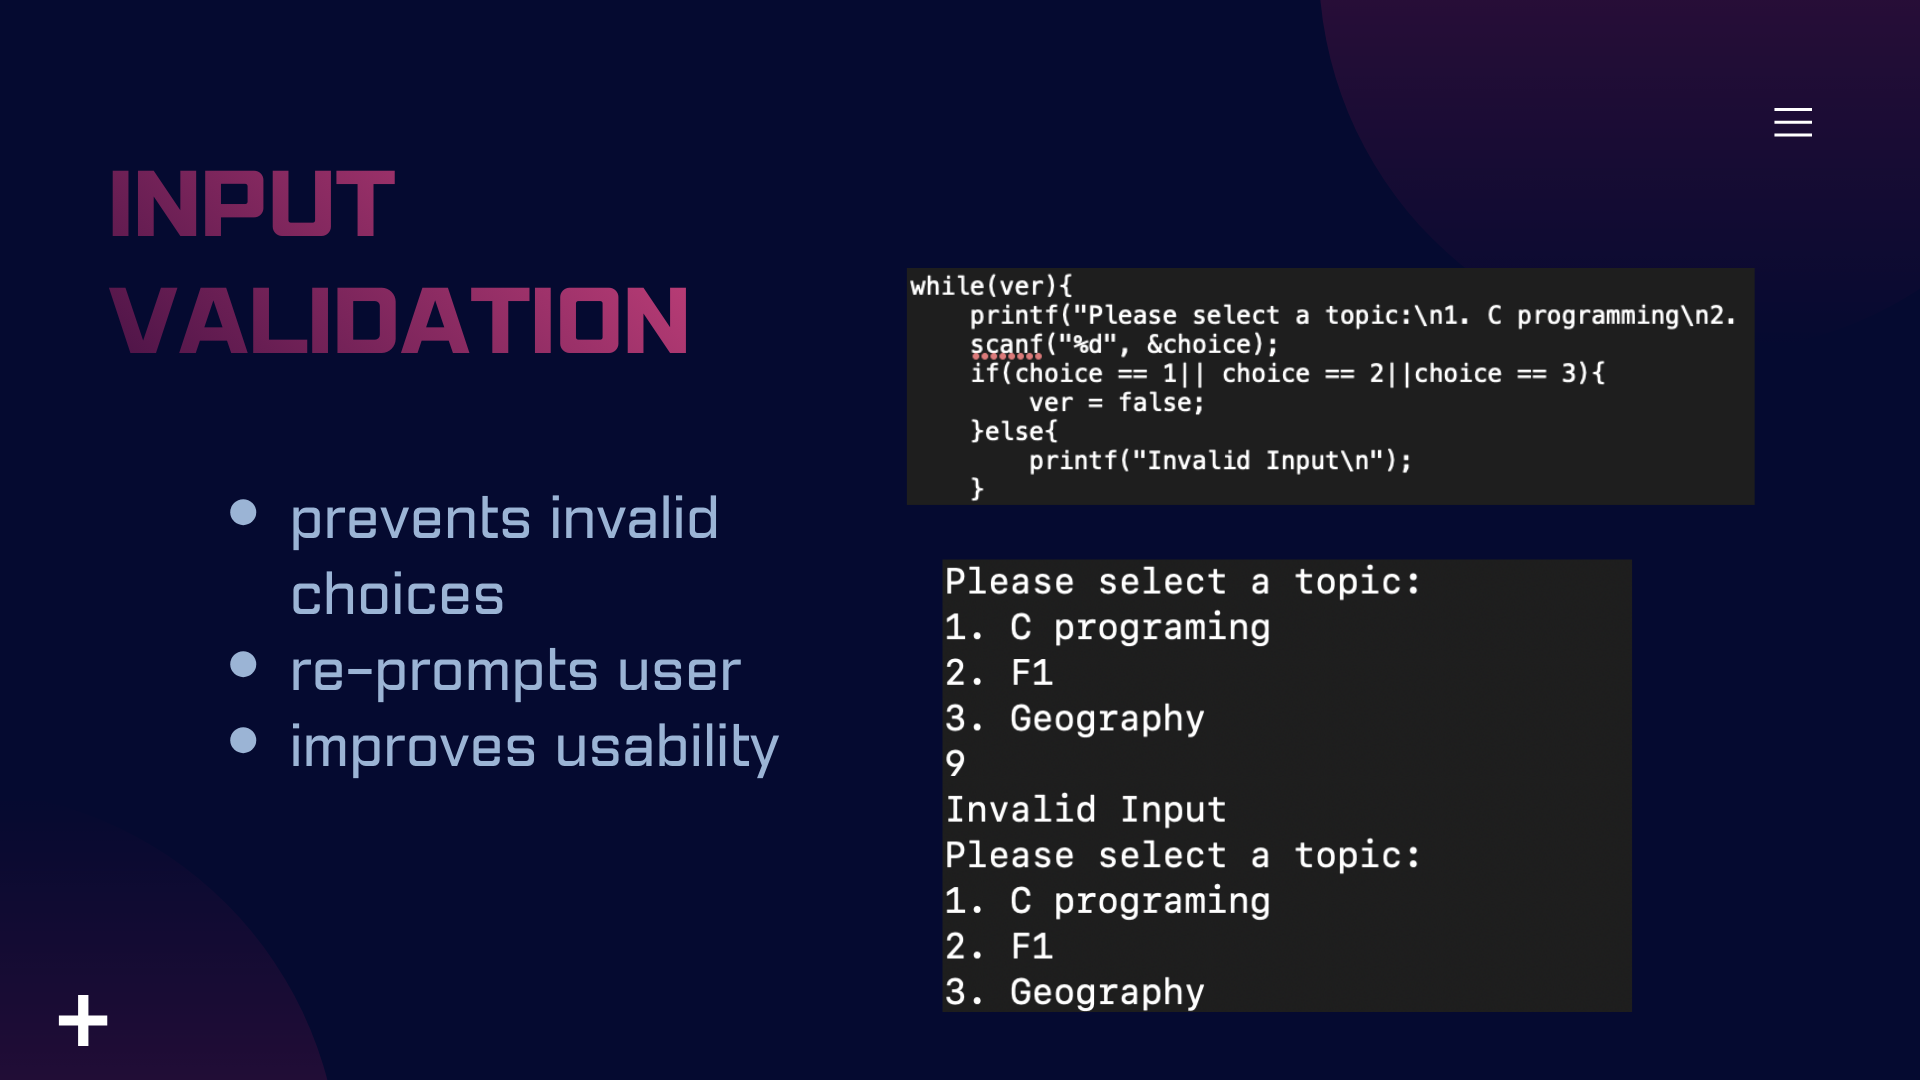 INPUT
VALIDATION
• prevents invalid
choices
• re-prompts user
• improves usability
while(ver){
    printf("Please select a topic:\n1. C programming\n2.
    scanf("%d", &choice);
    if(choice == 1|| choice == 2||choice == 3){
        ver = false;
    }else{
        printf("Invalid Input\n");
    }
Please select a topic:
1. C programing
2. F1
3. Geography
9
Invalid Input
Please select a topic:
1. C programing
2. F1
3. Geography